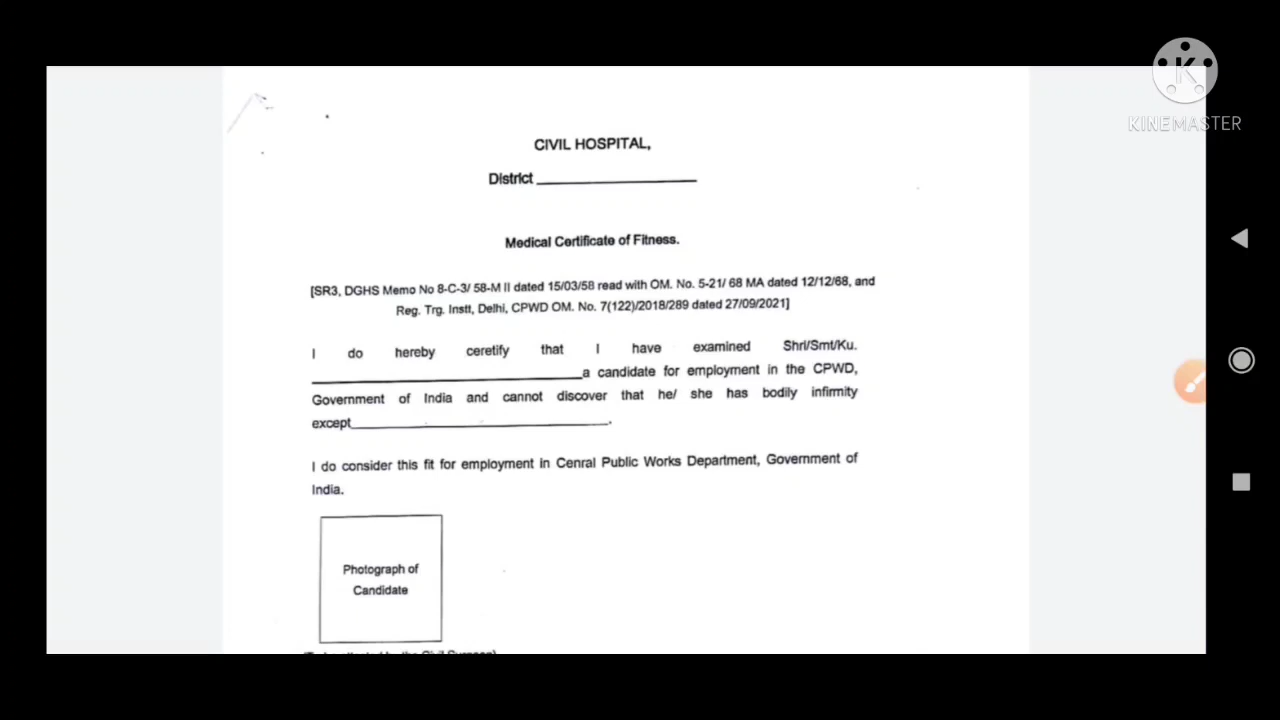 KINEMASTER
CIVIL HOSPITAL,
District
Medical Certificate of Fitness.
[SR3, DGHS Memo No 8-C-3/ 58-M II dated 15/03/58 read with OM. No. 5-21/ 68 MA dated 12/12/68, and
Reg. Trg. Instt, Delhi, CPWD OM. No. 7(122)/2018/289 dated 27/09/2021]
I do hereby ceretify that I have examined Shri/Smt/Ku.
a candidate for employment in the CPWD,
Government of India and cannot discover that he/ she has bodily infirmity
except .
I do consider this fit for employment in Cenral Public Works Department, Government of
India.
Photograph of
Candidate